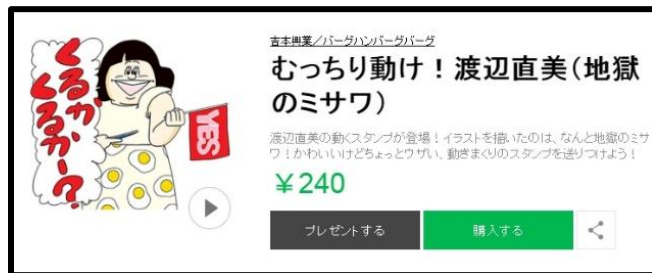 くるか
くるかー?
YES
吉本興業/バーグハンバーグバーグ
むっちり動け!渡辺直美(地獄
のミサワ)
渡辺直美の動くスタンプが登場!イラストを描いたのは、なんと地獄のミサ
ワ!かわいいけどちょっとウザい、動きまくりのスタンプを送りつけよう!
¥240
プレゼントする
購入する